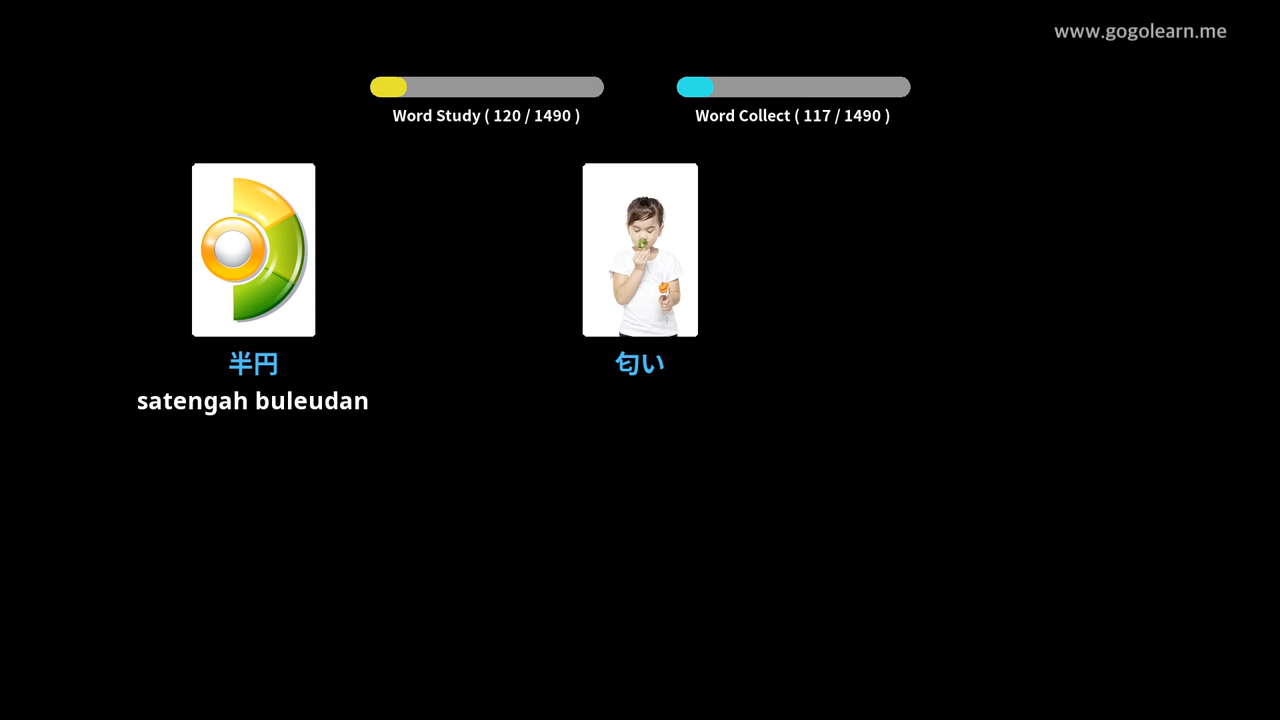 www.gogolearn.me
Word Study ( 120 / 1490 )
Word Collect ( 117 / 1490 )
半円
匂い
satengah buleudan